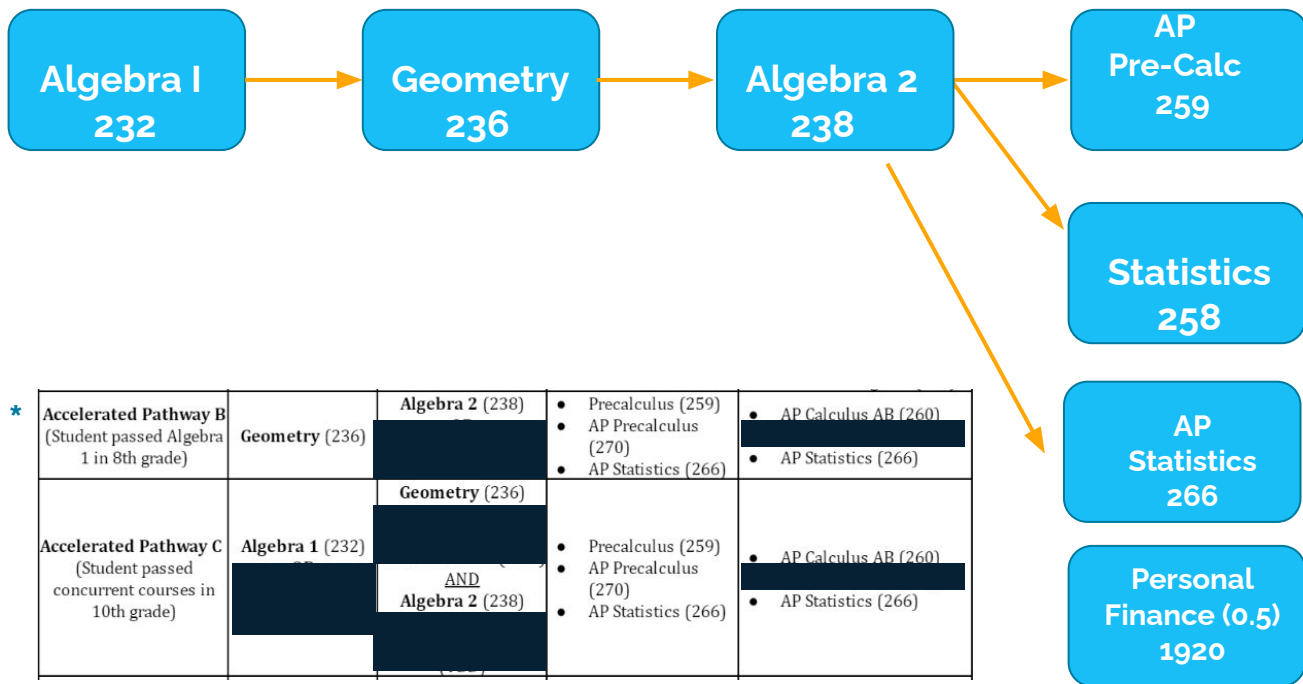 Algebra I
232
Geometry
236
Algebra 2
238
AP
Pre-Calc
259
Statistics
258
AP
Statistics
266
Personal
Finance (0.5)
1920
*
Accelerated Pathway B
(Student passed Algebra
1 in 8th grade)
Geometry (236)
Algebra 2 (238)
● Precalculus (259)
● AP Precalculus
(270)
● AP Statistics (266)
● AP Calculus AB (260)
● AP Statistics (266)
Accelerated Pathway C
(Student passed
concurrent courses in
10th grade)
Algebra 1 (232)
Geometry (236)
AND
Algebra 2 (238)
● Precalculus (259)
● AP Precalculus
(270)
● AP Statistics (266)
● AP Calculus AB (260)
● AP Statistics (266)